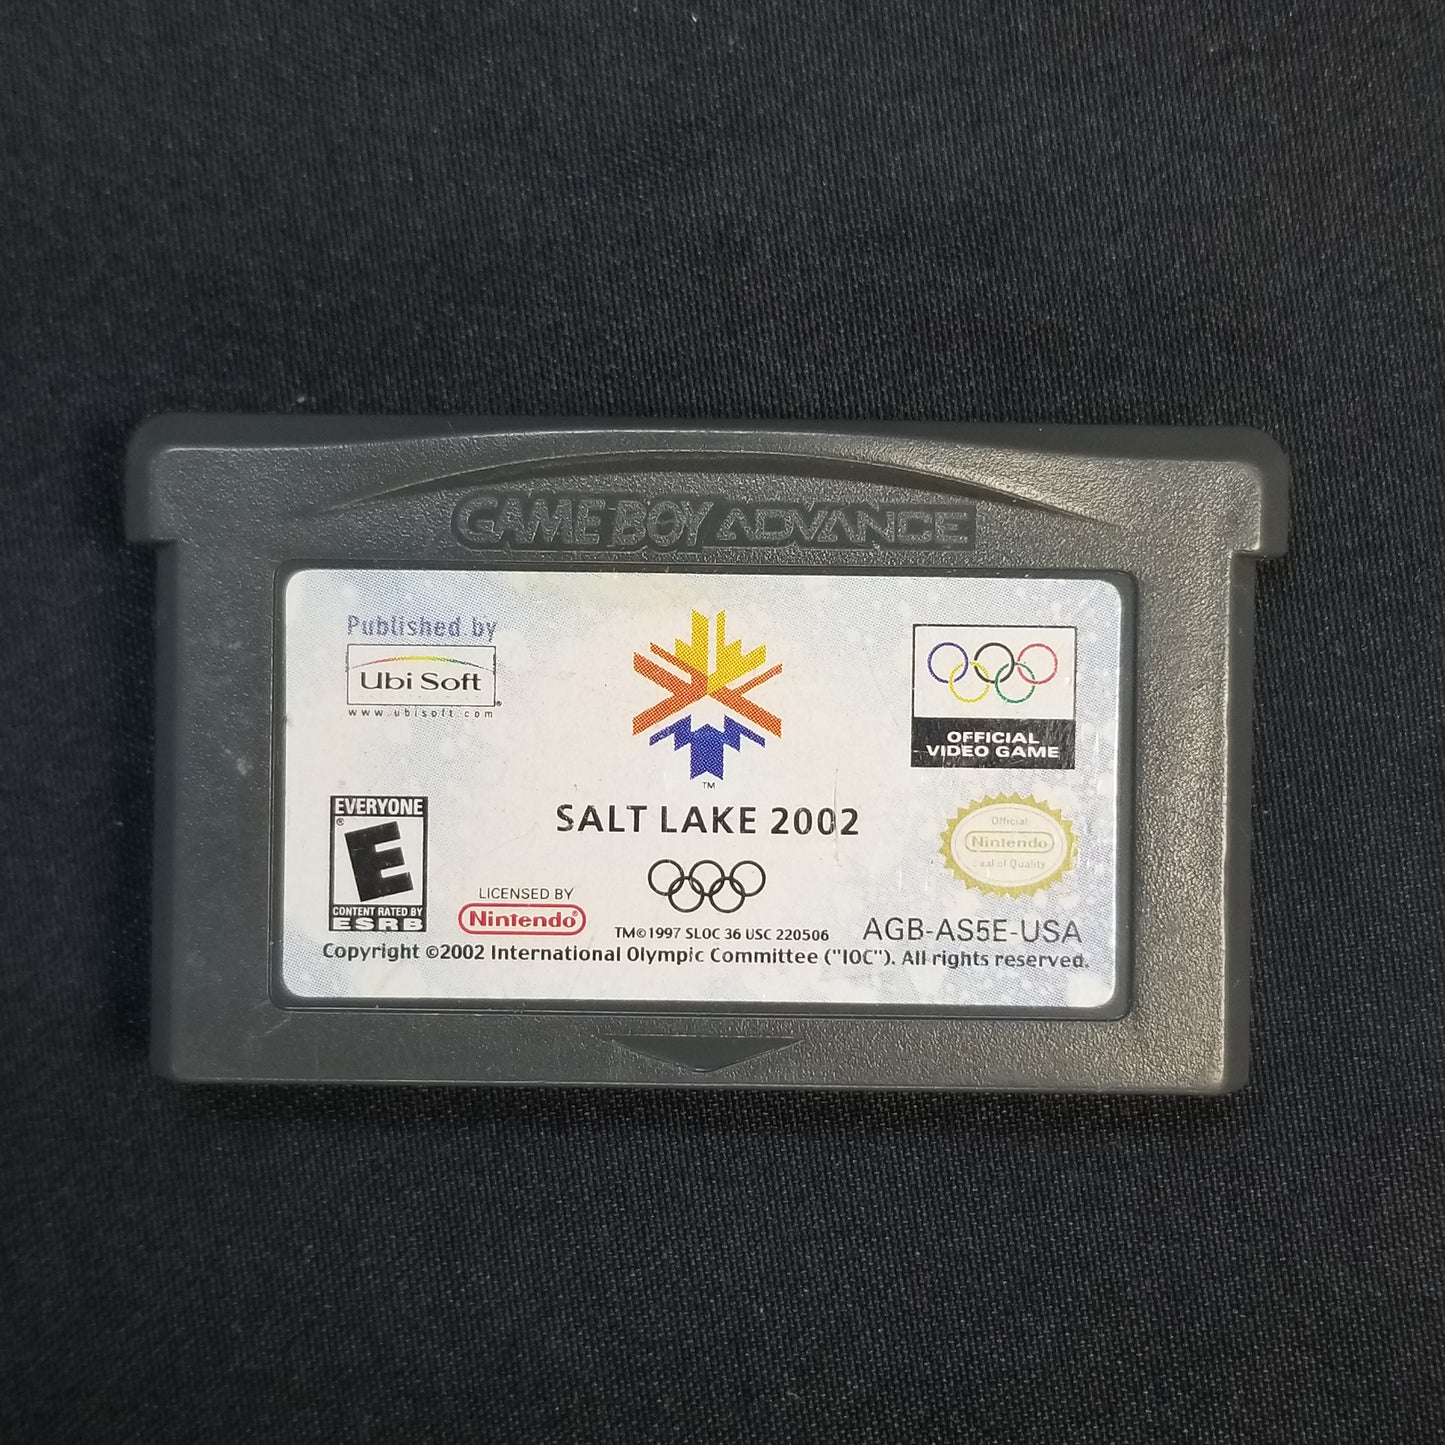 GAME BOY ADVANCE
Published by
Ubi Soft
www.ubisoft.com
OFFICIAL
VIDEO GAME
TM
SALT LAKE 2002
EVERYONE
E
®
CONTENT RATED BY
ESRB
LICENSED BY
Nintendo®
Official
Nintendo
Seal of Quality
TM©1997 SLOC 36 USC 220506
AGB-AS5E-USA
Copyright ©2002 International Olympic Committee ("IOC"). All rights reserved.